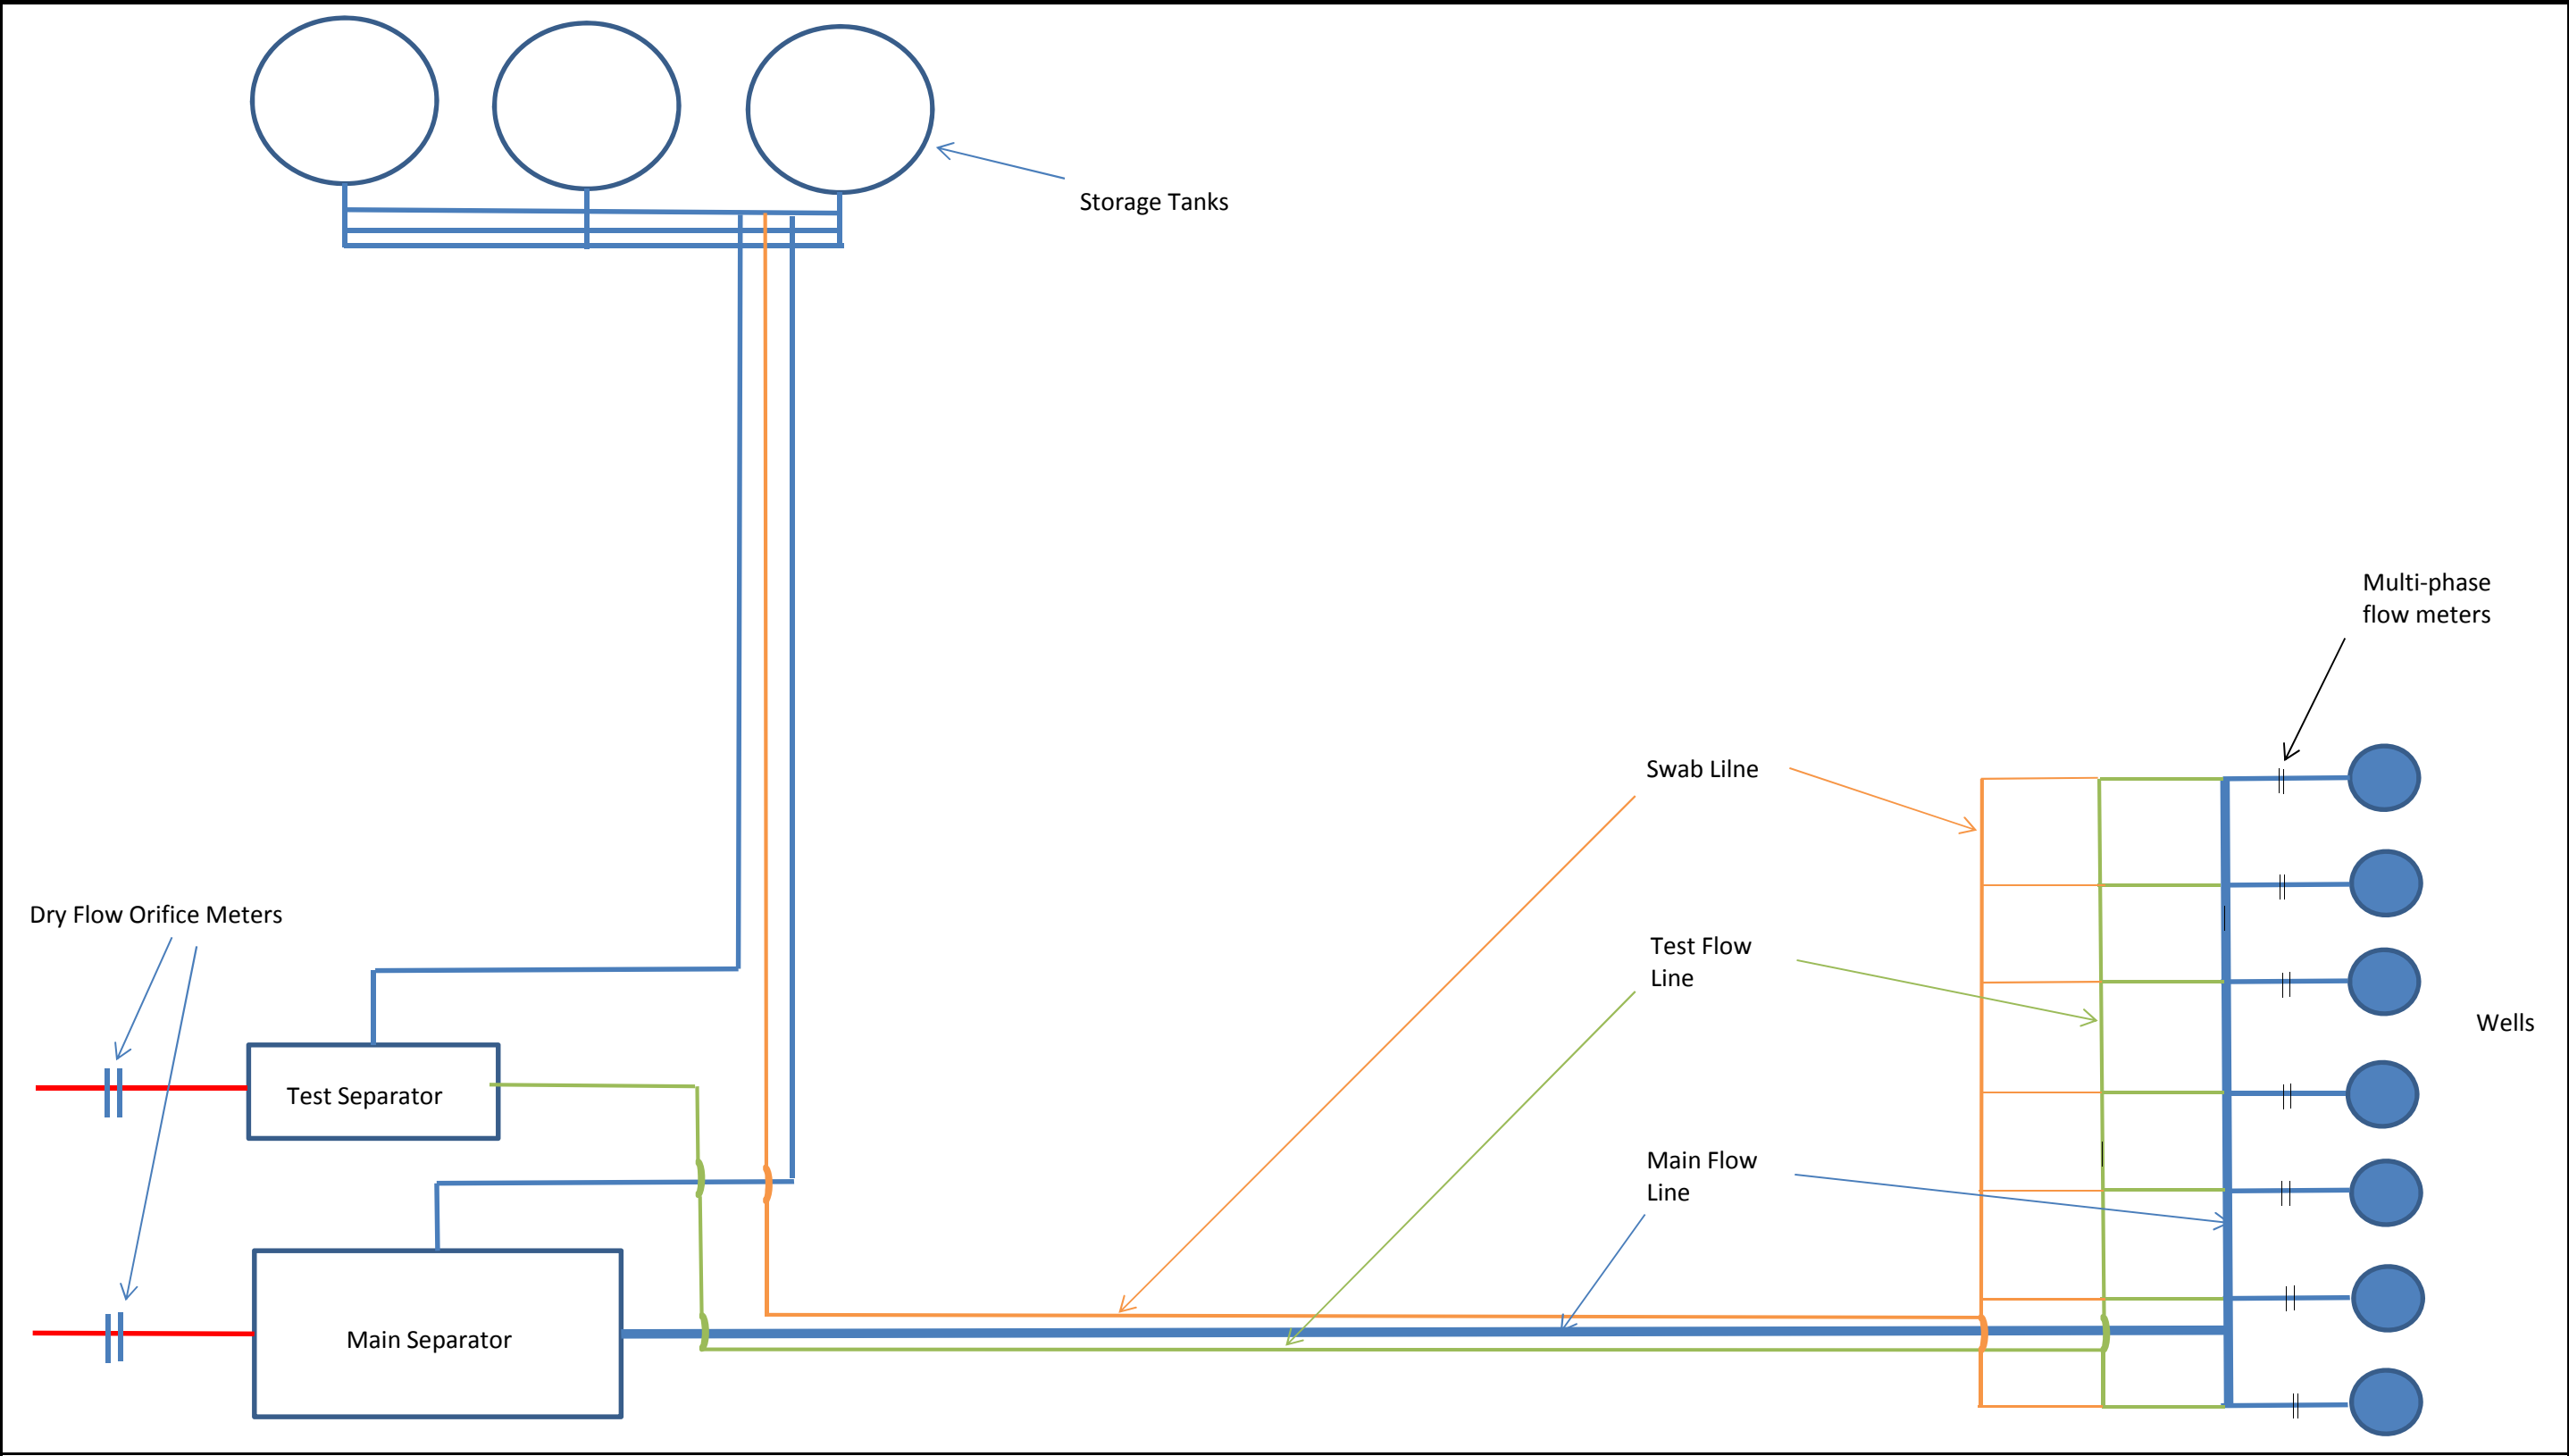 Storage Tanks
Multi-phase
flow meters
Swab Lilne
Dry Flow Orifice Meters
Test Flow
Line
Wells
Test Separator
Main Flow
Line
Main Separator